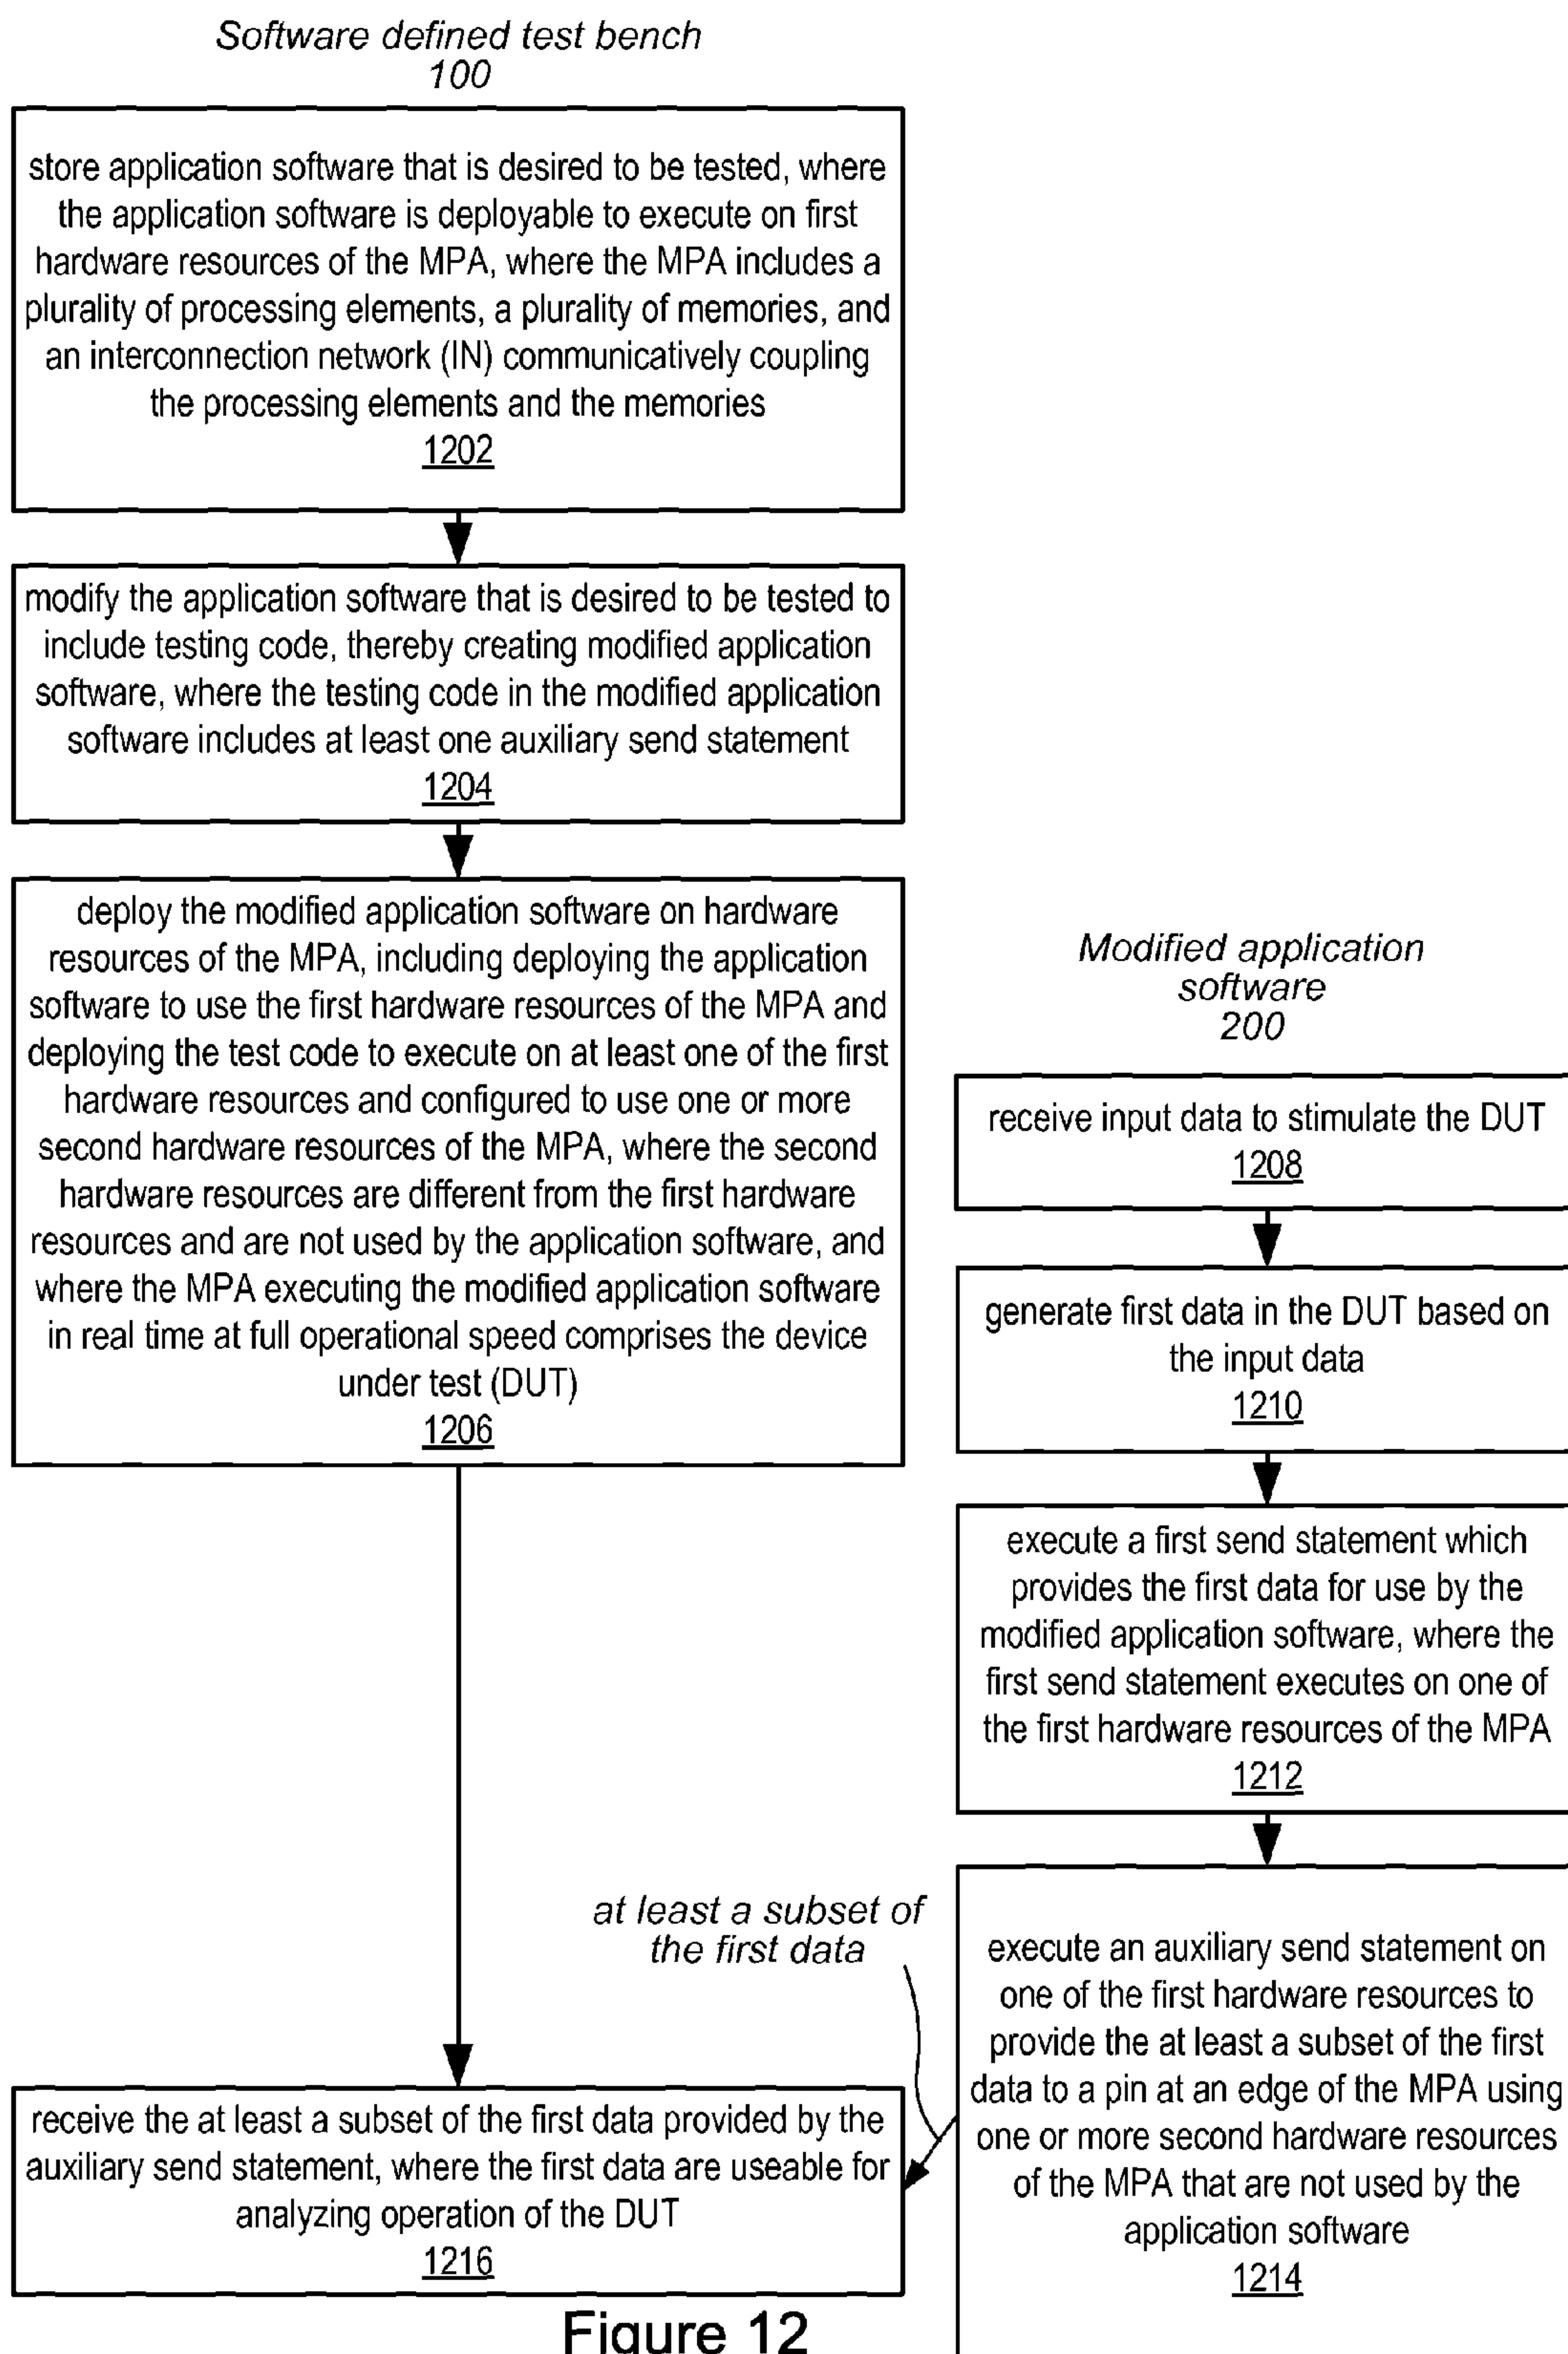 Software defined test bench
100
store application software that is desired to be tested, where
the application software is deployable to execute on first
hardware resources of the MPA, where the MPA includes a
plurality of processing elements, a plurality of memories, and
an interconnection network (IN) communicatively coupling
the processing elements and the memories
1202
modify the application software that is desired to be tested to
include testing code, thereby creating modified application
software, where the testing code in the modified application
software includes at least one auxiliary send statement
1204
deploy the modified application software on hardware
resources of the MPA, including deploying the application
software to use the first hardware resources of the MPA and
deploying the test code to execute on at least one of the first
hardware resources and configured to use one or more
second hardware resources of the MPA, where the second
hardware resources are different from the first hardware
resources and are not used by the application software, and
where the MPA executing the modified application software
in real time at full operational speed comprises the device
under test (DUT)
1206
Modified application
software
200
receive input data to stimulate the DUT
1208
generate first data in the DUT based on
the input data
1210
execute a first send statement which
provides the first data for use by the
modified application software, where the
first send statement executes on one of
the first hardware resources of the MPA
1212
at least a subset of
the first data
execute an auxiliary send statement on
one of the first hardware resources to
provide the at least a subset of the first
data to a pin at an edge of the MPA using
one or more second hardware resources
of the MPA that are not used by the
application software
1214
receive the at least a subset of the first data provided by the
auxiliary send statement, where the first data are useable for
analyzing operation of the DUT
1216
Figure 12